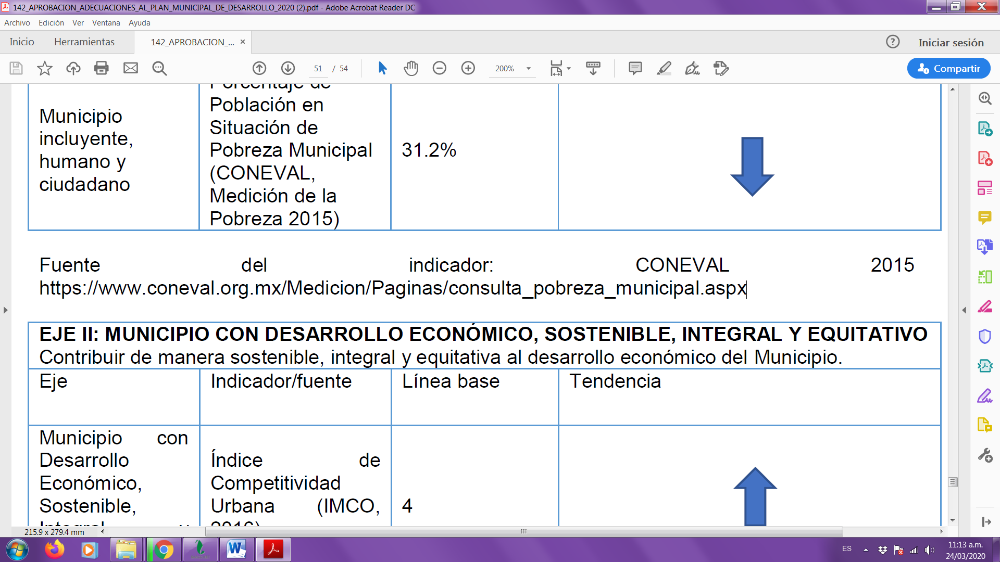 142_APROBACION_ADECUACIONES_AL_PLAN_MUNICIPAL_DE_DESARROLLO_2020 (2).pdf - Adobe Acrobat Reader DC
Archivo Edición Ver Ventana Ayuda
Inicio Herramientas 142_APROBACION_... × Iniciar sesión
51 / 54 200% Compartir
Porcentaje de
Población en
Situación de
Pobreza Municipal
(CONEVAL,
Medición de la
Pobreza 2015)
Municipio
incluyente,
humano y
ciudadano
31.2%
Fuente del indicador: CONEVAL 2015
https://www.coneval.org.mx/Medicion/Paginas/consulta_pobreza_municipal.aspx
EJE II: MUNICIPIO CON DESARROLLO ECONÓMICO, SOSTENIBLE, INTEGRAL Y EQUITATIVO
Contribuir de manera sostenible, integral y equitativa al desarrollo económico del Municipio.
Eje Indicador/fuente Línea base Tendencia
Municipio con
Desarrollo
Económico,
Sostenible,
Integral y
Índice de
Competitividad
Urbana (IMCO,
2016)
4
215.9 x 279.4 mm
ES
11:13 a.m.
24/03/2020